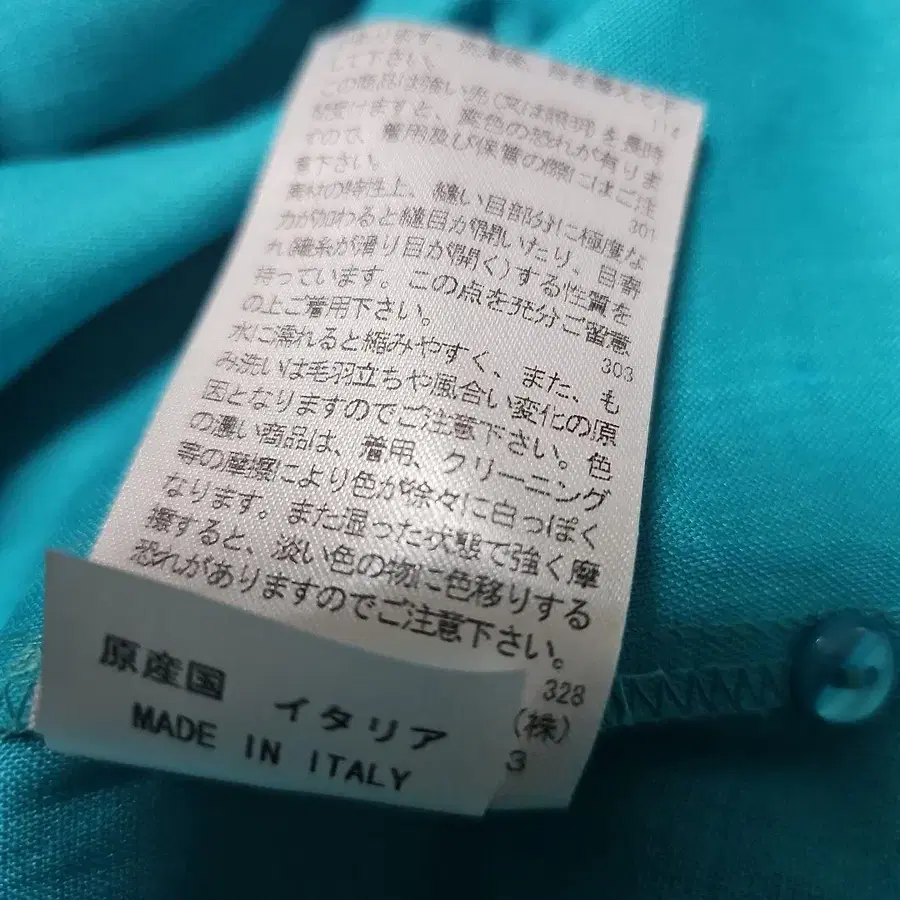 して下さい。
この商品は強い光(又は照明)を長時
間受けますと、変色の恐れが有りま
すので、着用及び保管の際にはご注
意下さい。
301
素材の特性上、縫い目部分に極度な
力が加わると縫目が開いたり、目寄
れ(縫糸が滑り目が開く)する性質を
持っています。この点を充分ご留意
の上ご着用下さい。
303
水に濡れると縮みやすく、また、も
み洗いは毛羽立ちや風合い変化の原
因となりますのでご注意下さい。色
の濃い商品は、着用、クリーニング
等の摩擦により色が徐々に白っぽく
なります。また湿った状態で強く摩
擦すると、淡い色の物に色移りする
恐れがありますのでご注意下さい。
328
(株)
3
原産国 イタリア
MADE IN ITALY